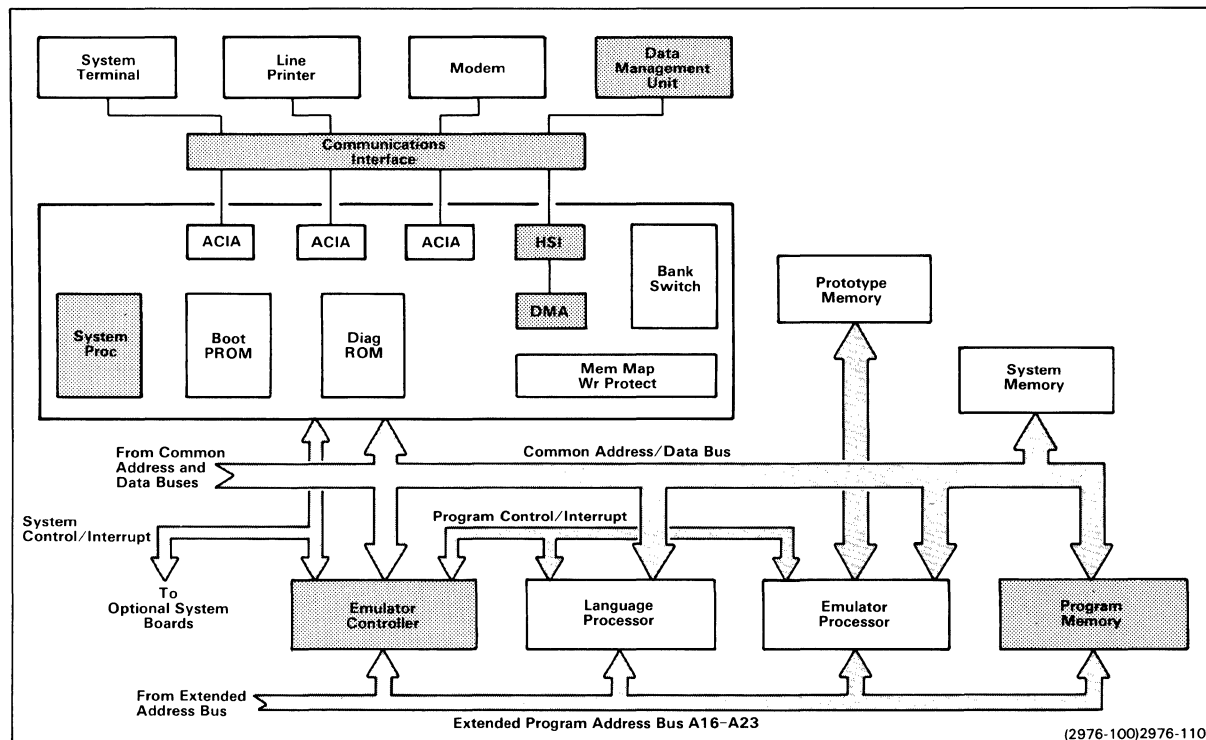 System
Terminal
Line
Printer
Modem
Data
Management
Unit
Communications
Interface
ACIA
ACIA
ACIA
HSI
Bank
Switch
DMA
System
Proc
Boot
PROM
Diag
ROM
Mem Map
Wr Protect
Prototype
Memory
System
Memory
From Common
Address and
Data Buses
Common Address/Data Bus
System
Control/Interrupt
Program Control/Interrupt
To
Optional System
Boards
Emulator
Controller
Language
Processor
Emulator
Processor
Program
Memory
From Extended
Address Bus
Extended Program Address Bus A16-A23
(2976-100)2976-110